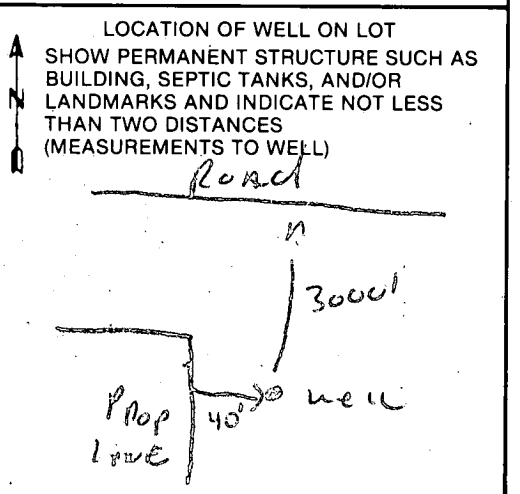 LOCATION OF WELL ON LOT
SHOW PERMANENT STRUCTURE SUCH AS
BUILDING, SEPTIC TANKS, AND/OR
N LANDMARKS AND INDICATE NOT LESS
THAN TWO DISTANCES
(MEASUREMENTS TO WELL)
Road
3000'
Prop
Line
40'
Well